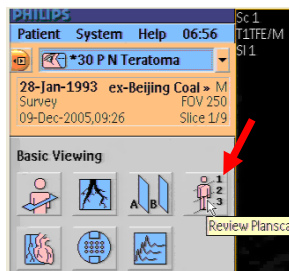 PHILIPS
Patient System Help 06:56
*30 P N Teratoma
28-Jan-1993 ex-Beijing Coal » M
Survey FOV 250
09-Dec-2005,09:26 Slice 1/9
Basic Viewing
A B
1
2
3
Review Plansca
Sc 1
T1TFE/M
Sl 1